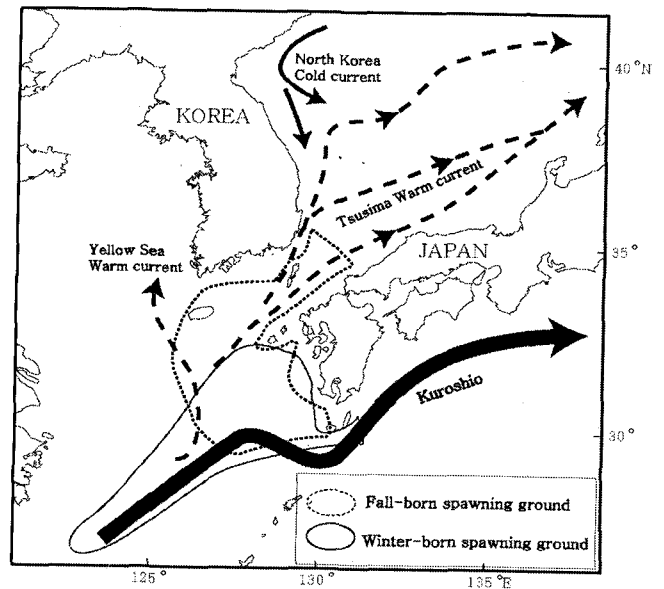 North Korea
Cold current
40°N
KOREA
Tsusima Warm current
Yellow Sea
Warm current
JAPAN
35°
Kuroshio
30°
Fall-born spawning ground
Winter-born spawning ground
125°
130°
135°E